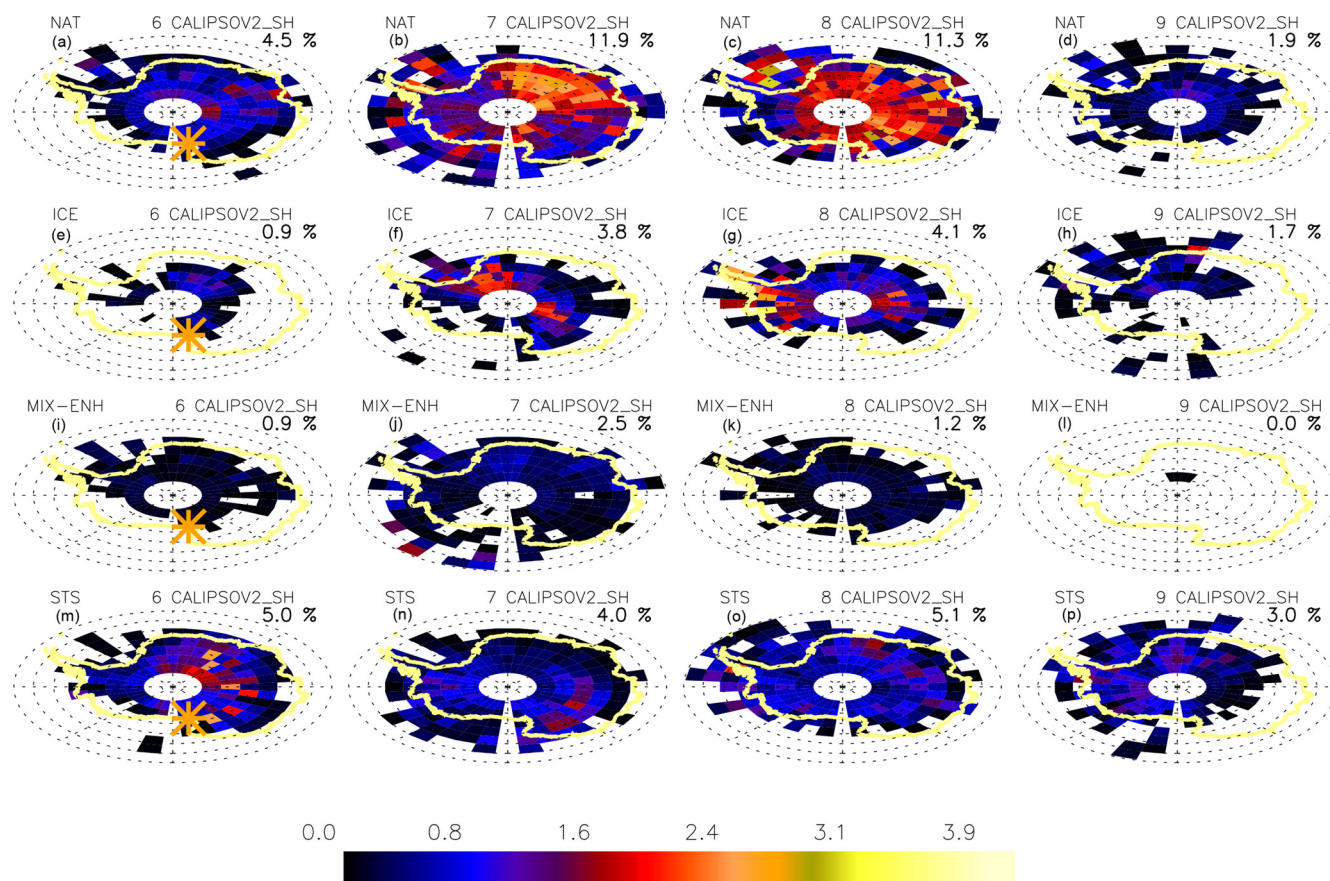 NAT 6 CALIPSOV2_SH
(a) 4.5 %
NAT 7 CALIPSOV2_SH
(b) 11.9 %
NAT 8 CALIPSOV2_SH
(c) 11.3 %
NAT 9 CALIPSOV2_SH
(d) 1.9 %
ICE 6 CALIPSOV2_SH
(e) 0.9 %
ICE 7 CALIPSOV2_SH
(f) 3.8 %
ICE 8 CALIPSOV2_SH
(g) 4.1 %
ICE 9 CALIPSOV2_SH
(h) 1.7 %
MIX-ENH 6 CALIPSOV2_SH
(i) 0.9 %
MIX-ENH 7 CALIPSOV2_SH
(j) 2.5 %
MIX-ENH 8 CALIPSOV2_SH
(k) 1.2 %
MIX-ENH 9 CALIPSOV2_SH
(l) 0.0 %
STS 6 CALIPSOV2_SH
(m) 5.0 %
STS 7 CALIPSOV2_SH
(n) 4.0 %
STS 8 CALIPSOV2_SH
(o) 5.1 %
STS 9 CALIPSOV2_SH
(p) 3.0 %
0.0 0.8 1.6 2.4 3.1 3.9